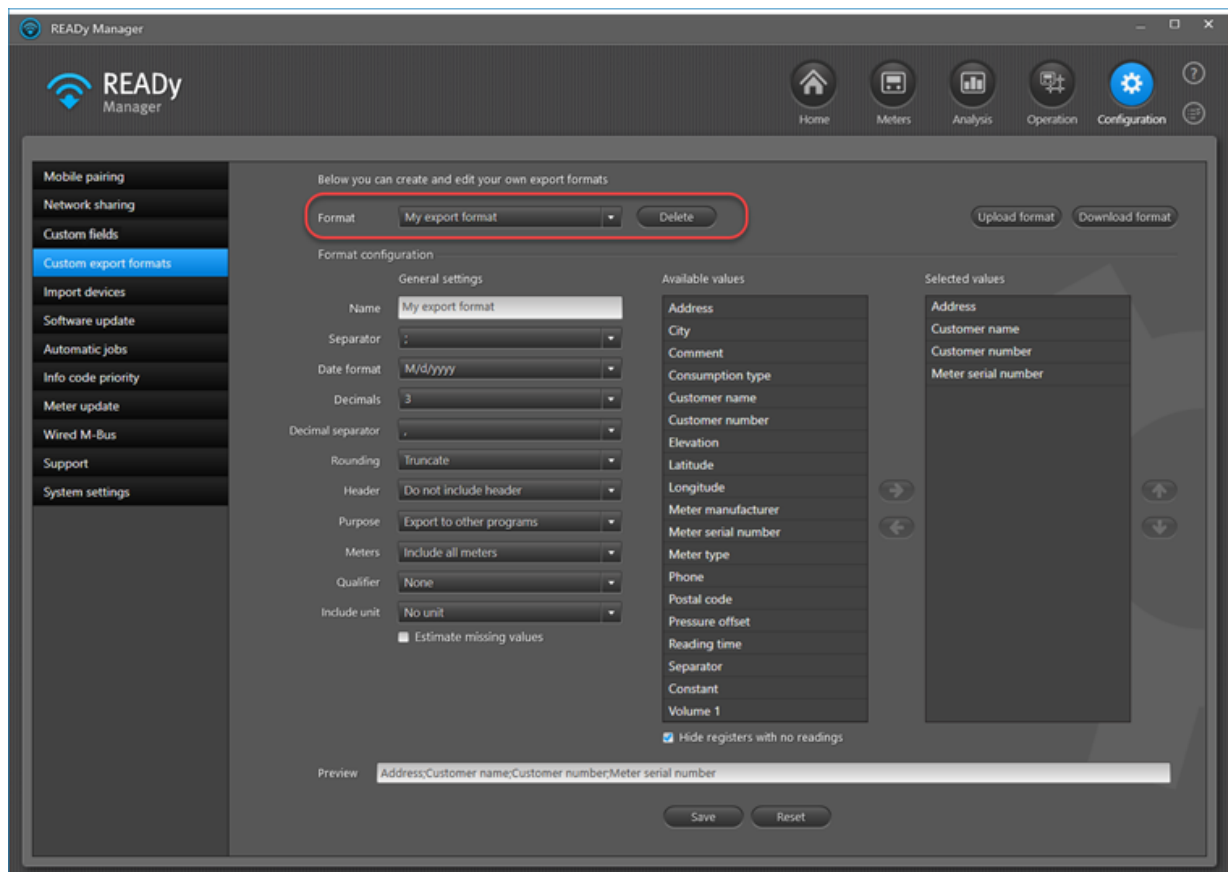 READy Manager
READy
Manager
Home
Meters
Analysis
Operation
Configuration
?
Mobile pairing
Network sharing
Custom fields
Custom export formats
Import devices
Software update
Automatic jobs
Info code priority
Meter update
Wired M-Bus
Support
System settings
Below you can create and edit your own export formats
Format My export format Delete Upload format Download format
Format configuration
General settings
Name My export format
Separator ;
Date format M/d/yyyy
Decimals 3
Decimal separator ,
Rounding Truncate
Header Do not include header
Purpose Export to other programs
Meters Include all meters
Qualifier None
Include unit No unit
Estimate missing values
Available values
Address
City
Comment
Consumption type
Customer name
Customer number
Elevation
Latitude
Longitude
Meter manufacturer
Meter serial number
Meter type
Phone
Postal code
Pressure offset
Reading time
Separator
Constant
Volume 1
Hide registers with no readings
Selected values
Address
Customer name
Customer number
Meter serial number
Preview Address;Customer name;Customer number;Meter serial number
Save Reset